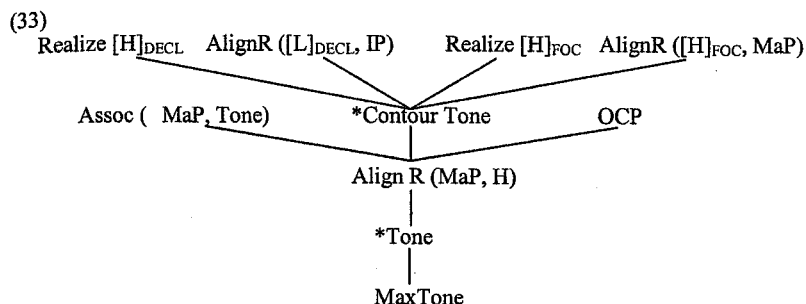 (33)
Realize [H]DECL AlignR ([L]DECL, IP) Realize [H]FOC AlignR ([H]FOC, MaP)
Assoc ( MaP, Tone) *Contour Tone OCP
Align R (MaP, H)
*Tone
MaxTone